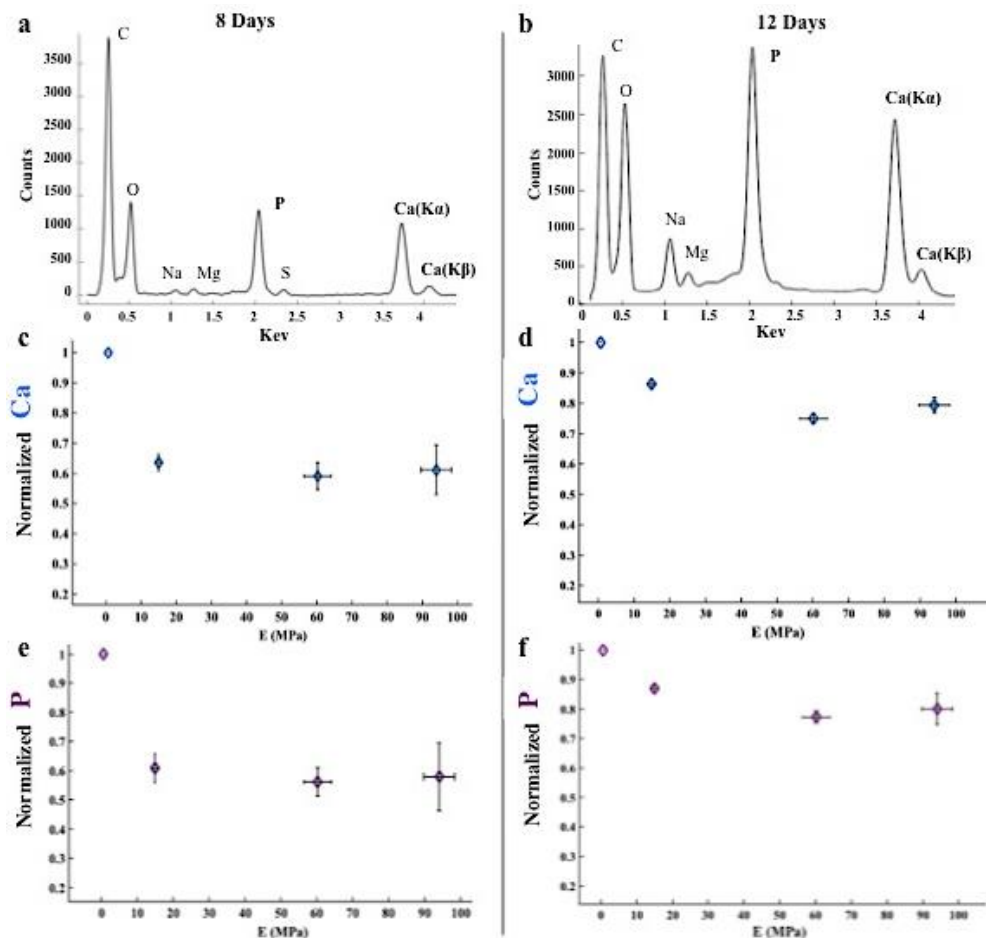 a
8 Days
C
3500
3000
2500
2000
1500
1000
500
0
Counts
O
Na
Mg
P
S
Ca(Kα)
Ca(Kβ)
0 0.5 1 1.5 2 2.5 3 3.5 4
Kev
b
12 Days
C
O
P
Ca(Kα)
3000
2500
2000
1500
1000
500
0
Counts
Na
Mg
Ca(Kβ)
0 0.5 1 1.5 2 2.5 3 3.5 4
Kev
c
1
0.9
0.8
0.7
0.6
0.5
0.4
0.3
0.2
Normalized Ca
0 10 20 30 40 50 60 70 80 90 100
E (MPa)
d
1
0.9
0.8
0.7
0.6
0.5
0.4
0.3
0.2
Normalized Ca
0 10 20 30 40 50 60 70 80 90 100
E (MPa)
e
1
0.9
0.8
0.7
0.6
0.5
0.4
0.3
0.2
Normalized P
0 10 20 30 40 50 60 70 80 90 100
E (MPa)
f
1
0.9
0.8
0.7
0.6
0.5
0.4
0.3
0.2
Normalized P
0 10 20 30 40 50 60 70 80 90 100
E (MPa)